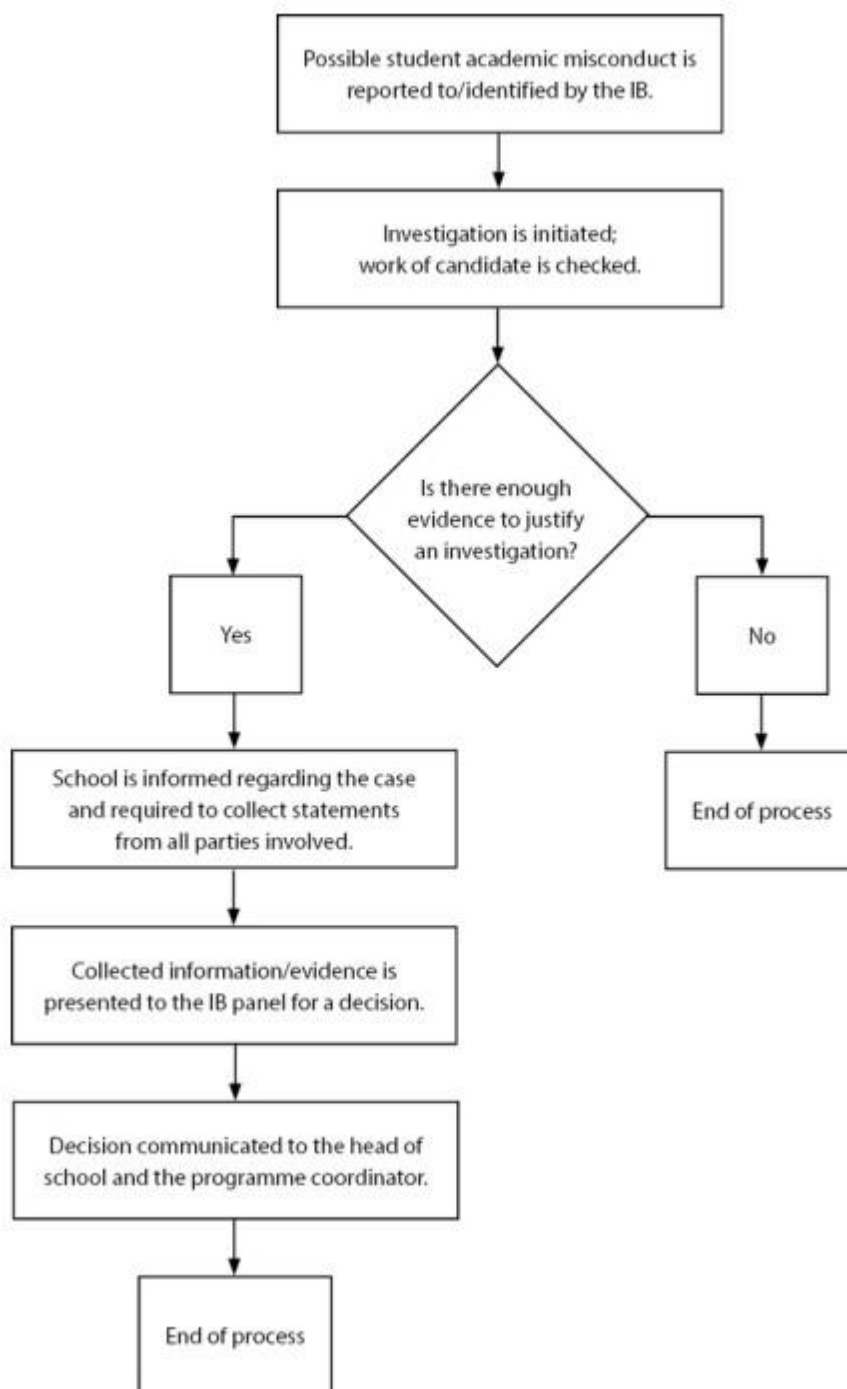 Possible student academic misconduct is
reported to/identified by the IB.
Investigation is initiated;
work of candidate is checked.
Is there enough
evidence to justify
an investigation?
Yes
No
School is informed regarding the case
and required to collect statements
from all parties involved.
End of process
Collected information/evidence is
presented to the IB panel for a decision.
Decision communicated to the head of
school and the programme coordinator.
End of process